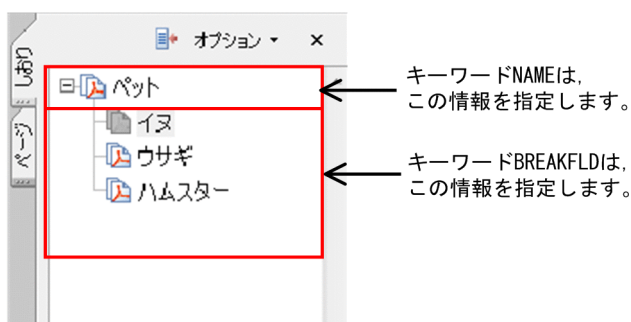 しおり
ページ
オプション ▼ ×
ペット
イヌ
ウサギ
ハムスター
キーワードNAMEは,
この情報を指定します。
キーワードBREAKFLDは,
この情報を指定します。